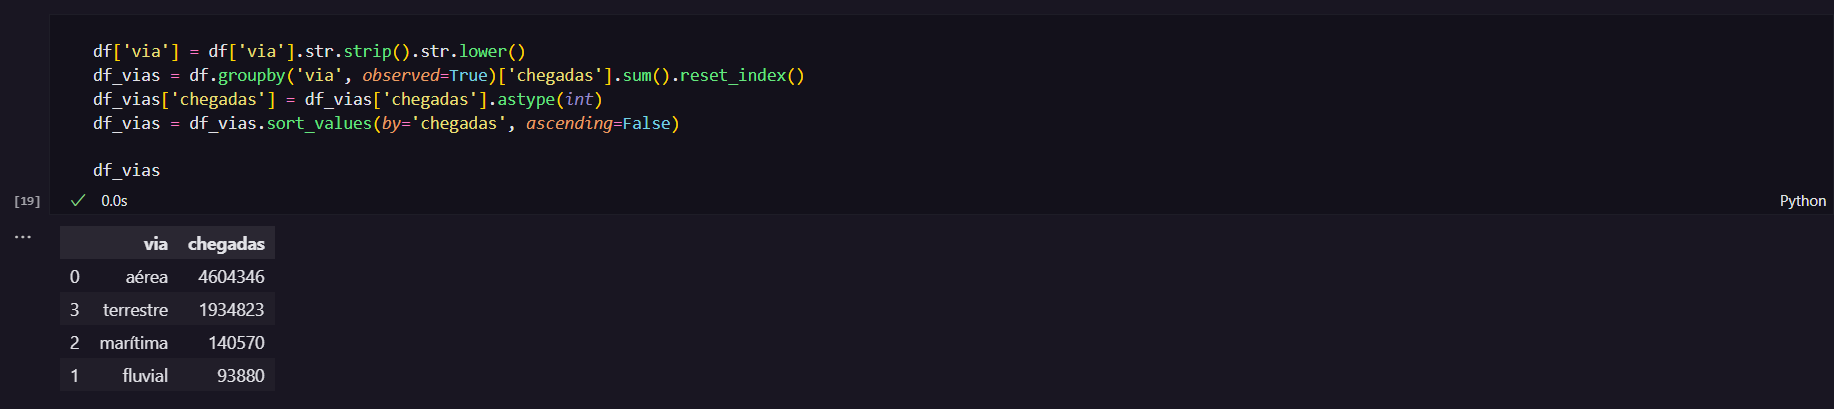 df['via'] = df['via'].str.strip().str.lower()
df_vias = df.groupby('via', observed=True)['chegadas'].sum().reset_index()
df_vias['chegadas'] = df_vias['chegadas'].astype(int)
df_vias = df_vias.sort_values(by='chegadas', ascending=False)
df_vias
[19] ✓ 0.0s Python
... via chegadas
0 aérea 4604346
3 terrestre 1934823
2 marítima 140570
1 fluvial 93880